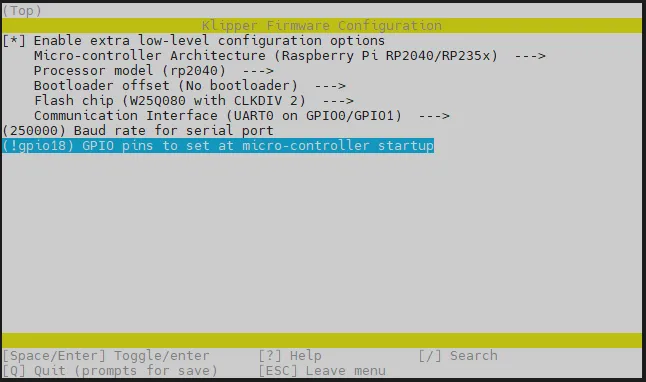 (Top)
Klipper Firmware Configuration
[*] Enable extra low-level configuration options
Micro-controller Architecture (Raspberry Pi RP2040/RP235x)  --->
Processor model (rp2040)  --->
Bootloader offset (No bootloader)  --->
Flash chip (W25Q080 with CLKDIV 2)  --->
Communication Interface (UART0 on GPIO0/GPIO1)  --->
(250000) Baud rate for serial port
(!gpio18) GPIO pins to set at micro-controller startup
[Space/Enter] Toggle/enter      [?] Help            [/] Search
[Q] Quit (prompts for save)     [ESC] Leave menu